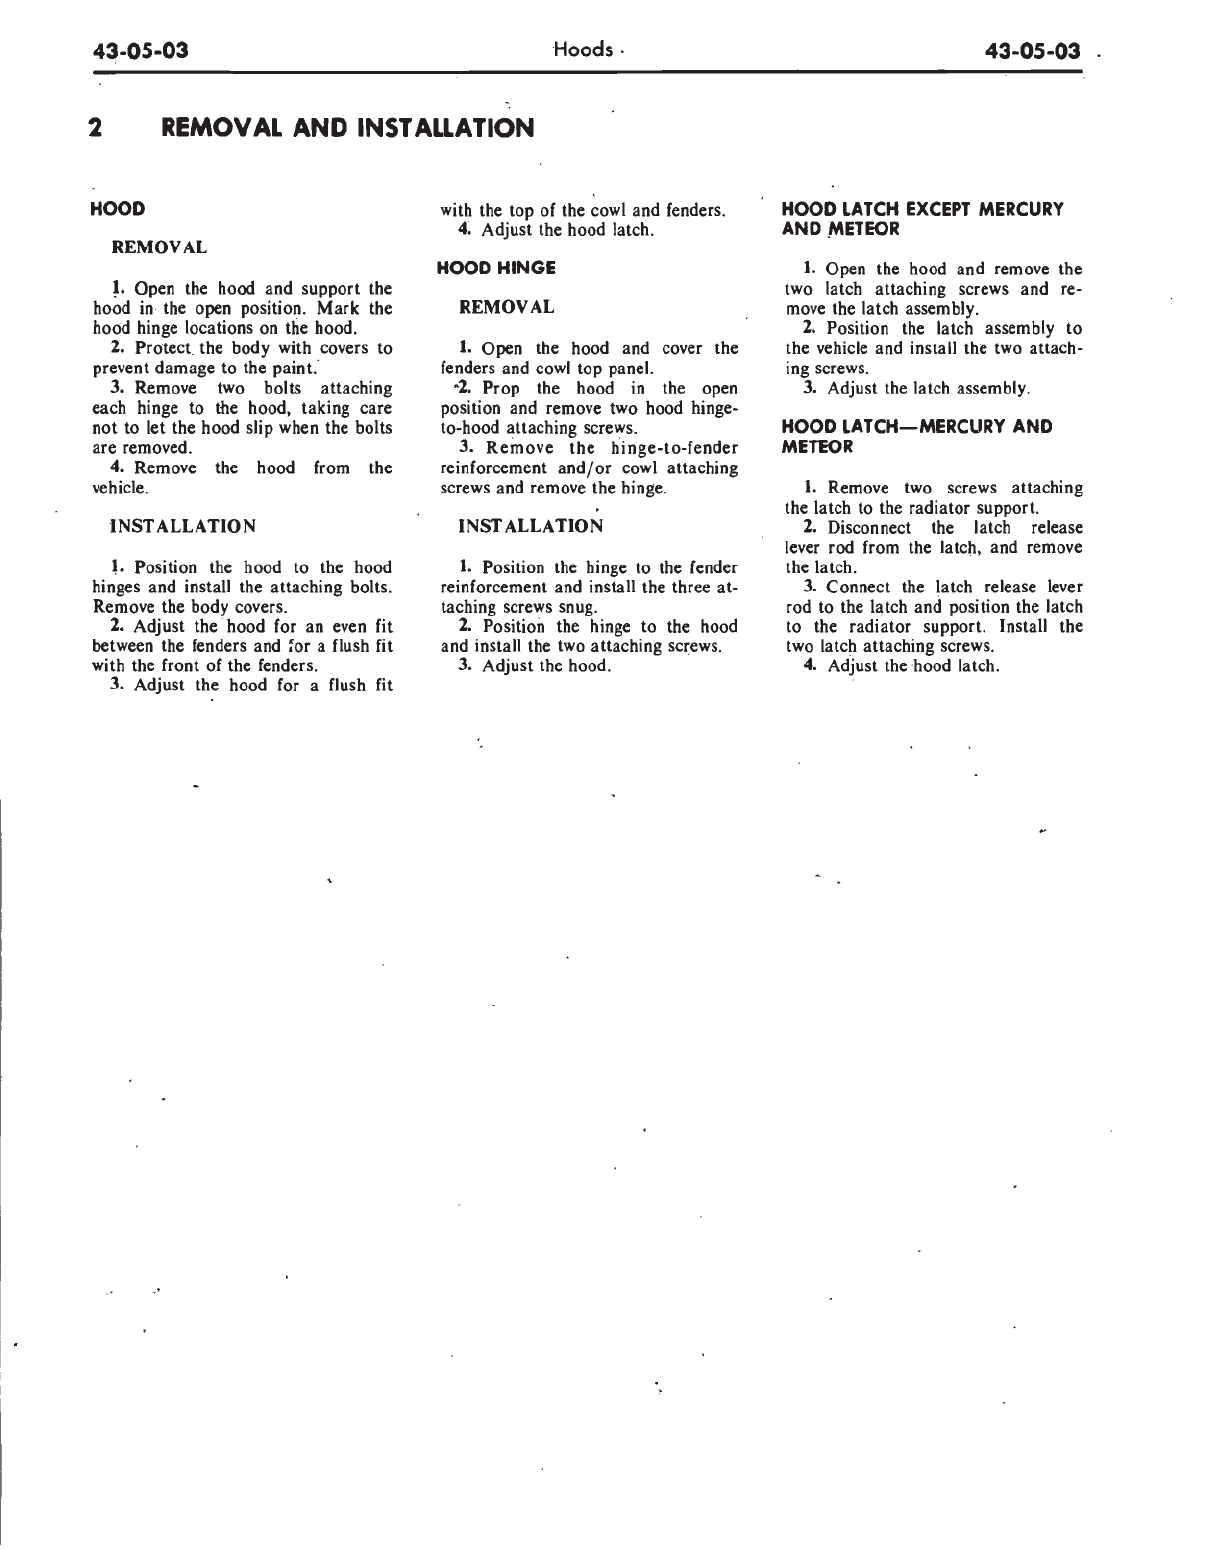 43-05-03 Hoods 43-05-03
2 REMOVAL AND INSTALLATION
HOOD
REMOVAL
1. Open the hood and support the
hood in the open position. Mark the
hood hinge locations on the hood.
2. Protect the body with covers to
prevent damage to the paint.
3. Remove two bolts attaching
each hinge to the hood, taking care
not to let the hood slip when the bolts
are removed.
4. Remove the hood from the
vehicle.
INSTALLATION
1. Position the hood to the hood
hinges and install the attaching bolts.
Remove the body covers.
2. Adjust the hood for an even fit
between the fenders and for a flush fit
with the front of the fenders.
3. Adjust the hood for a flush fit
with the top of the cowl and fenders.
4. Adjust the hood latch.
HOOD HINGE
REMOVAL
1. Open the hood and cover the
fenders and cowl top panel.
2. Prop the hood in the open
position and remove two hood hinge-
to-hood attaching screws.
3. Remove the hinge-to-fender
reinforcement and/or cowl attaching
screws and remove the hinge.
INSTALLATION
1. Position the hinge to the fender
reinforcement and install the three at-
taching screws snug.
2. Position the hinge to the hood
and install the two attaching screws.
3. Adjust the hood.
HOOD LATCH EXCEPT MERCURY
AND METEOR
1. Open the hood and remove the
two latch attaching screws and re-
move the latch assembly.
2. Position the latch assembly to
the vehicle and install the two attach-
ing screws.
3. Adjust the latch assembly.
HOOD LATCH—MERCURY AND
METEOR
1. Remove two screws attaching
the latch to the radiator support.
2. Disconnect the latch release
lever rod from the latch, and remove
the latch.
3. Connect the latch release lever
rod to the latch and position the latch
to the radiator support. Install the
two latch attaching screws.
4. Adjust the hood latch.